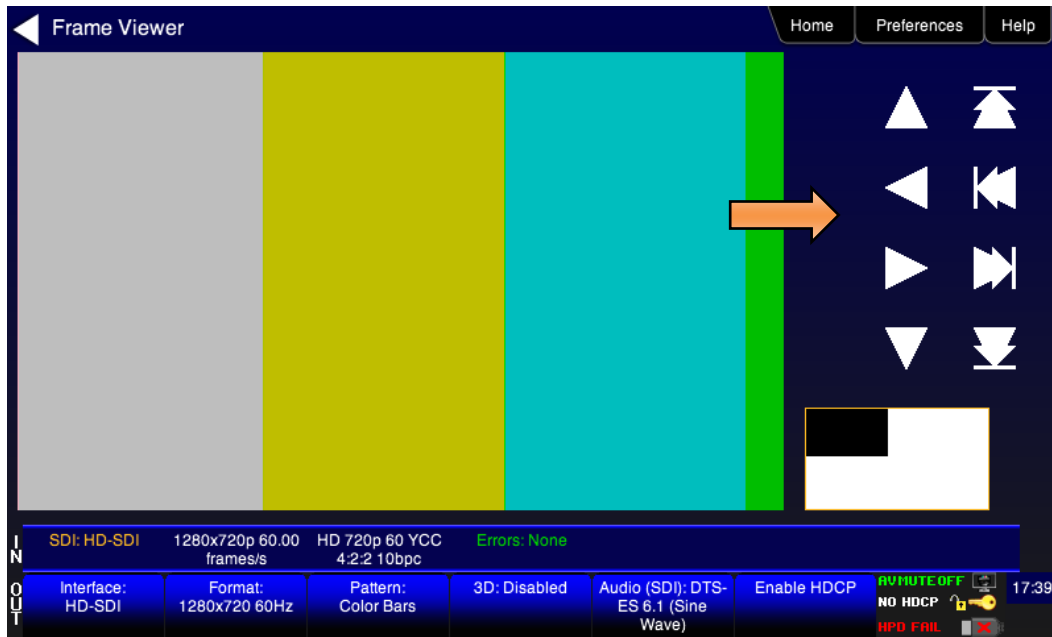 Frame Viewer
Home
Preferences
Help
IN
SDI: HD-SDI
1280x720p 60.00
frames/s
HD 720p 60 YCC
4:2:2 10bpc
Errors: None
OUT
Interface:
HD-SDI
Format:
1280x720 60Hz
Pattern:
Color Bars
3D: Disabled
Audio (SDI): DTS-
ES 6.1 (Sine
Wave)
Enable HDCP
AVMUTEOFF
NO HDCP
HPD FAIL
17:39